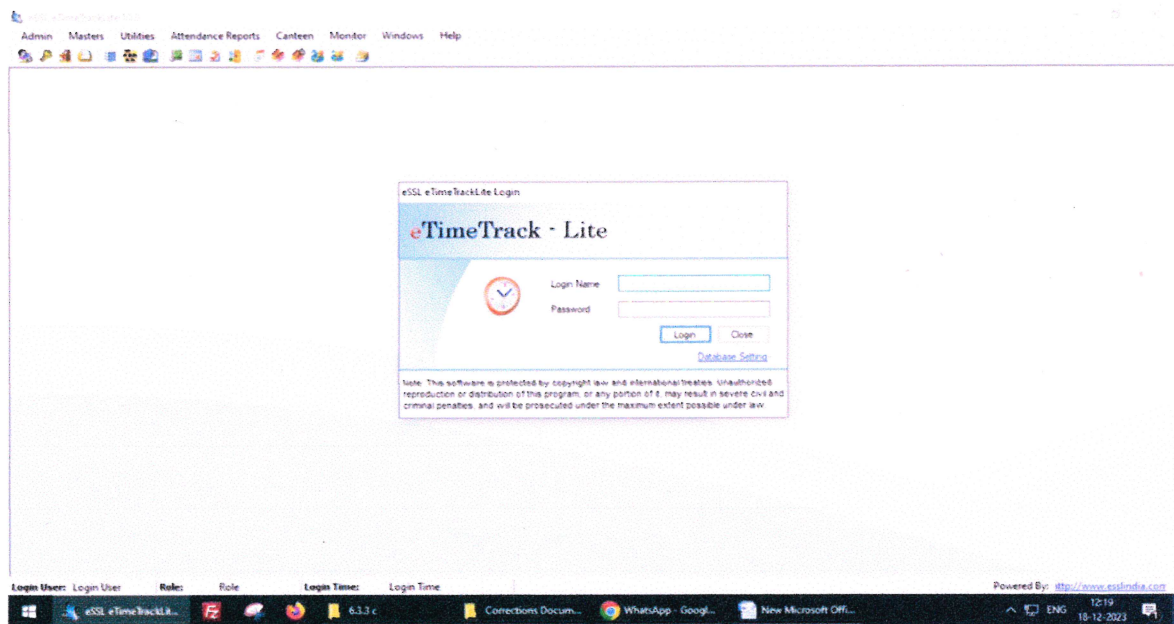 Admin Masters Utilities Attendance Reports Canteen Monitor Windows Help
eSSL eTimeTrackLite Login
eTimeTrack - Lite
Login Name
Password
Login Close
Database Setting
Note: This software is protected by copyright law and international treaties. Unauthorized
reproduction or distribution of this program, or any portion of it, may result in severe civil and
criminal penalties, and will be prosecuted under the maximum extent possible under law
Login User: Login User Role: Role Login Time: Login Time Powered By: http://www.esslindia.com
eSSL eTimeTrackLit... 6.3.3 c Corrections Docum... WhatsApp - Googl... New Microsoft Offi... ENG 12:19
18-12-2023